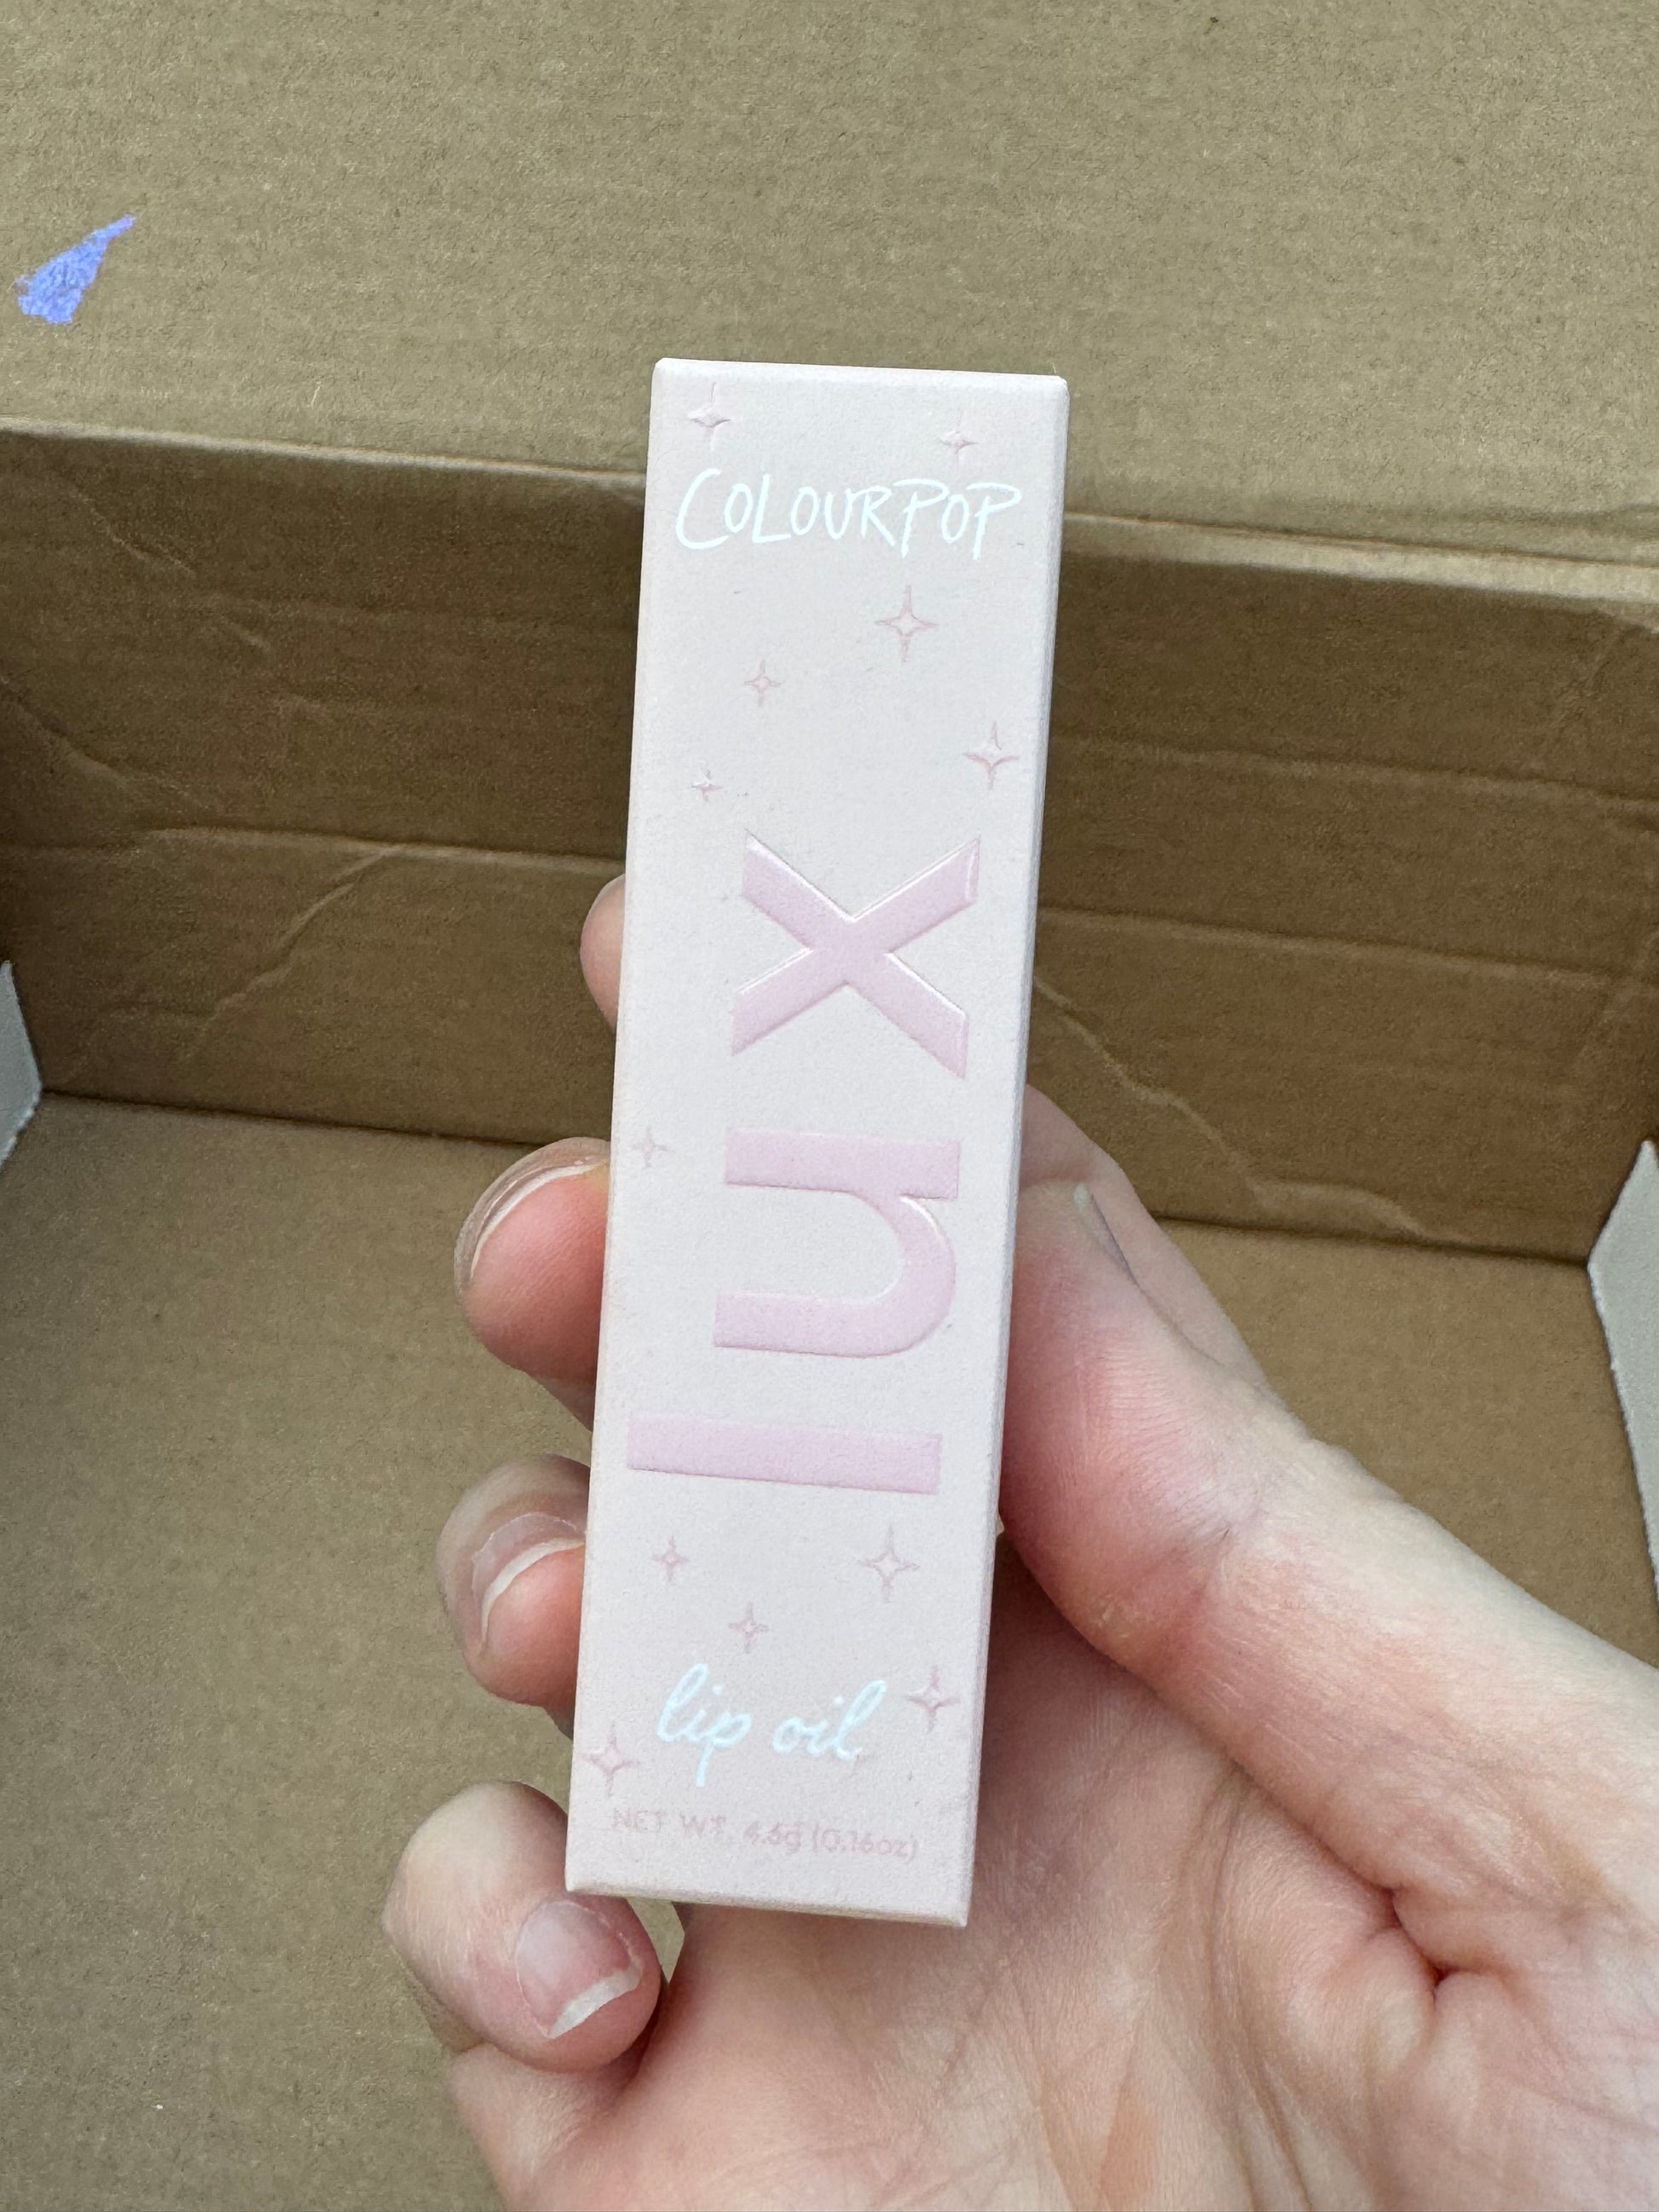 COLOURPOP
lux
lip oil
NET WT. 4.6g (0.16oz)